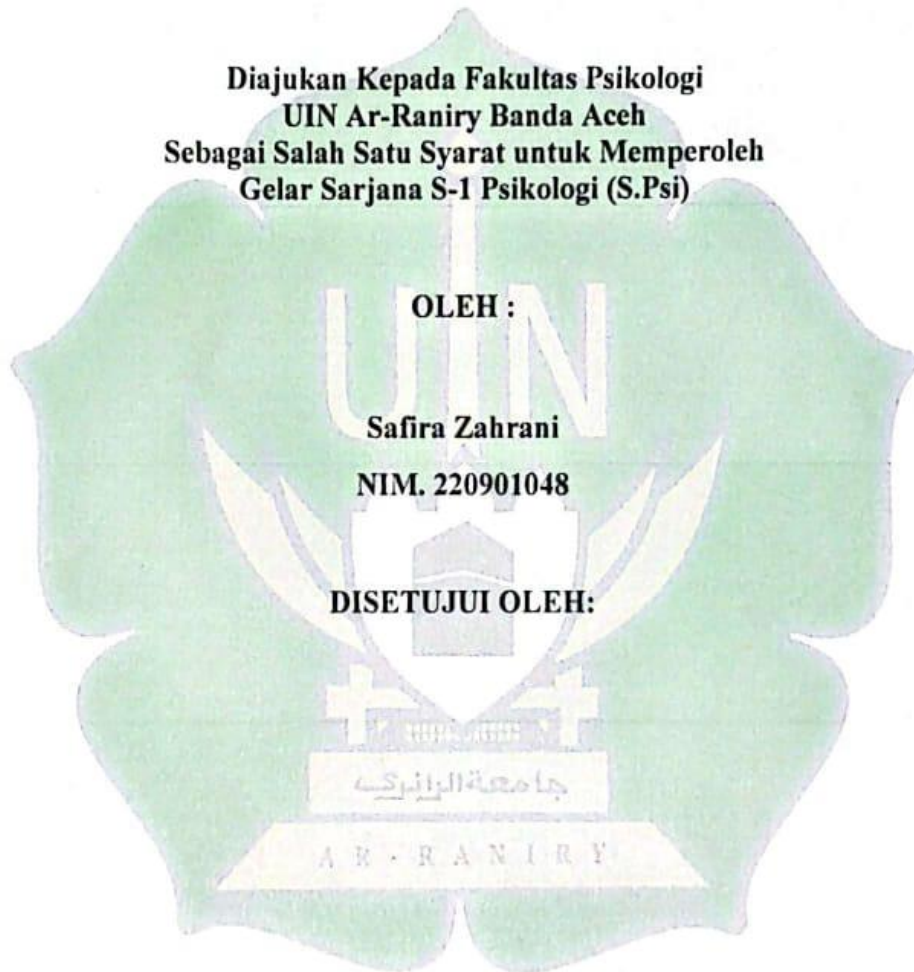 Diajukan Kepada Fakultas Psikologi
UIN Ar-Raniry Banda Aceh
Sebagai Salah Satu Syarat untuk Memperoleh
Gelar Sarjana S-1 Psikologi (S.Psi)
OLEH :
UIN
Safira Zahrani
NIM. 220901048
DISETUJUI OLEH:
جامعة الرانري
AR-RANIRY